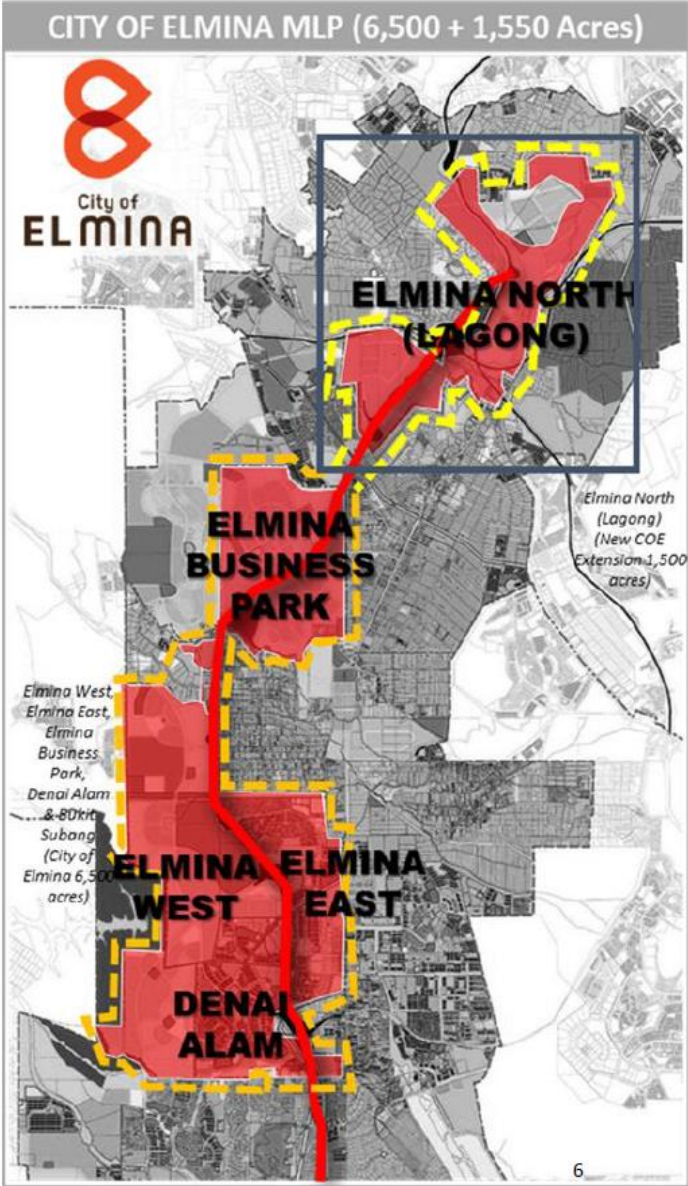 CITY OF ELMINA MLP (6,500 + 1,550 Acres)
City of
ELMINA
ELMINA NORTH
(LAGONG)
Elmina North
(Lagong)
(New COE
Extension 1,500
acres)
ELMINA
BUSINESS
PARK
Elmina West,
Elmina East,
Elmina
Business
Park,
Denai Alam
& Bukit
Subang
(City of
Elmina 6,500
acres)
ELMINA
WEST
ELMINA
EAST
DENAI
ALAM
6